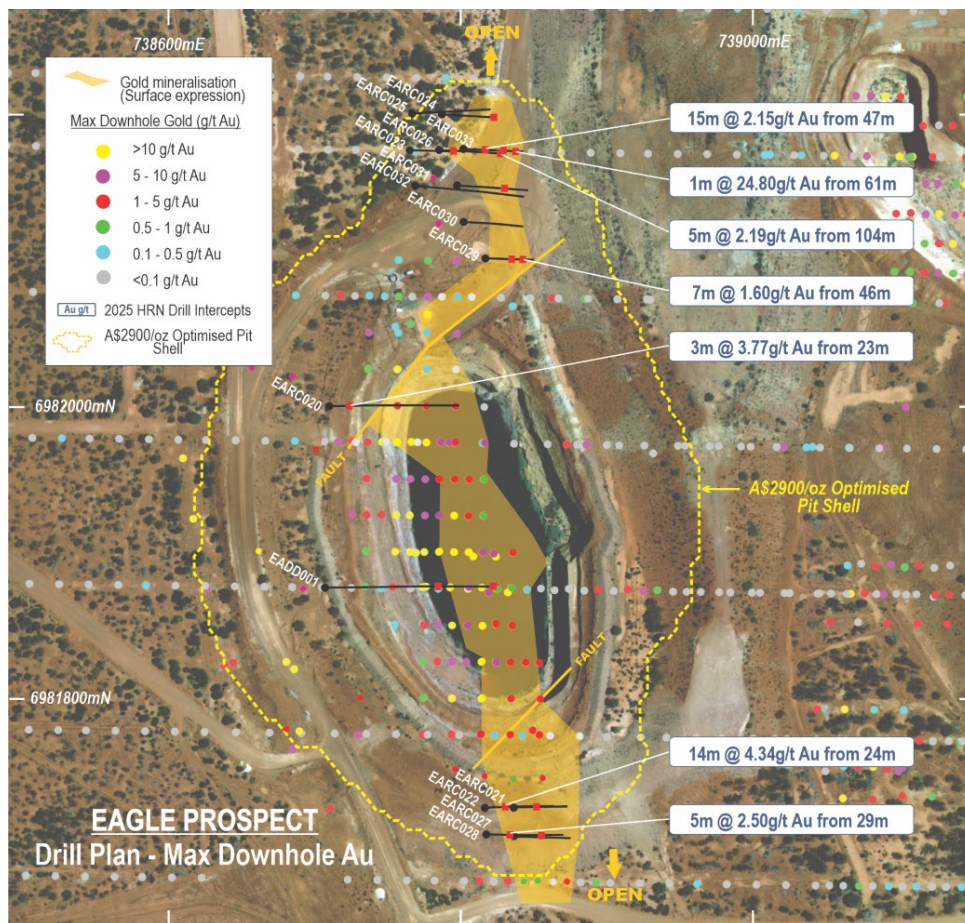 738600mE
739000mE
OPEN
Gold mineralisation
(Surface expression)
Max Downhole Gold (g/t Au)
>10 g/t Au
5 - 10 g/t Au
1 - 5 g/t Au
0.5 - 1 g/t Au
0.1 - 0.5 g/t Au
<0.1 g/t Au
Au g/t
2025 HRN Drill Intercepts
A$2900/oz Optimised Pit
Shell
EARC024
EARC025
EARC033
EARC026
EARC023
EARC031
EARC032
EARC030
EARC029
15m @ 2.15g/t Au from 47m
1m @ 24.80g/t Au from 61m
5m @ 2.19g/t Au from 104m
7m @ 1.60g/t Au from 46m
3m @ 3.77g/t Au from 23m
EARC020
6982000mN
FAULT
A$2900/oz Optimised
Pit Shell
EADD001
FAULT
6981800mN
14m @ 4.34g/t Au from 24m
EARC021
EARC022
EARC027
EARC028
5m @ 2.50g/t Au from 29m
EAGLE PROSPECT
Drill Plan - Max Downhole Au
OPEN